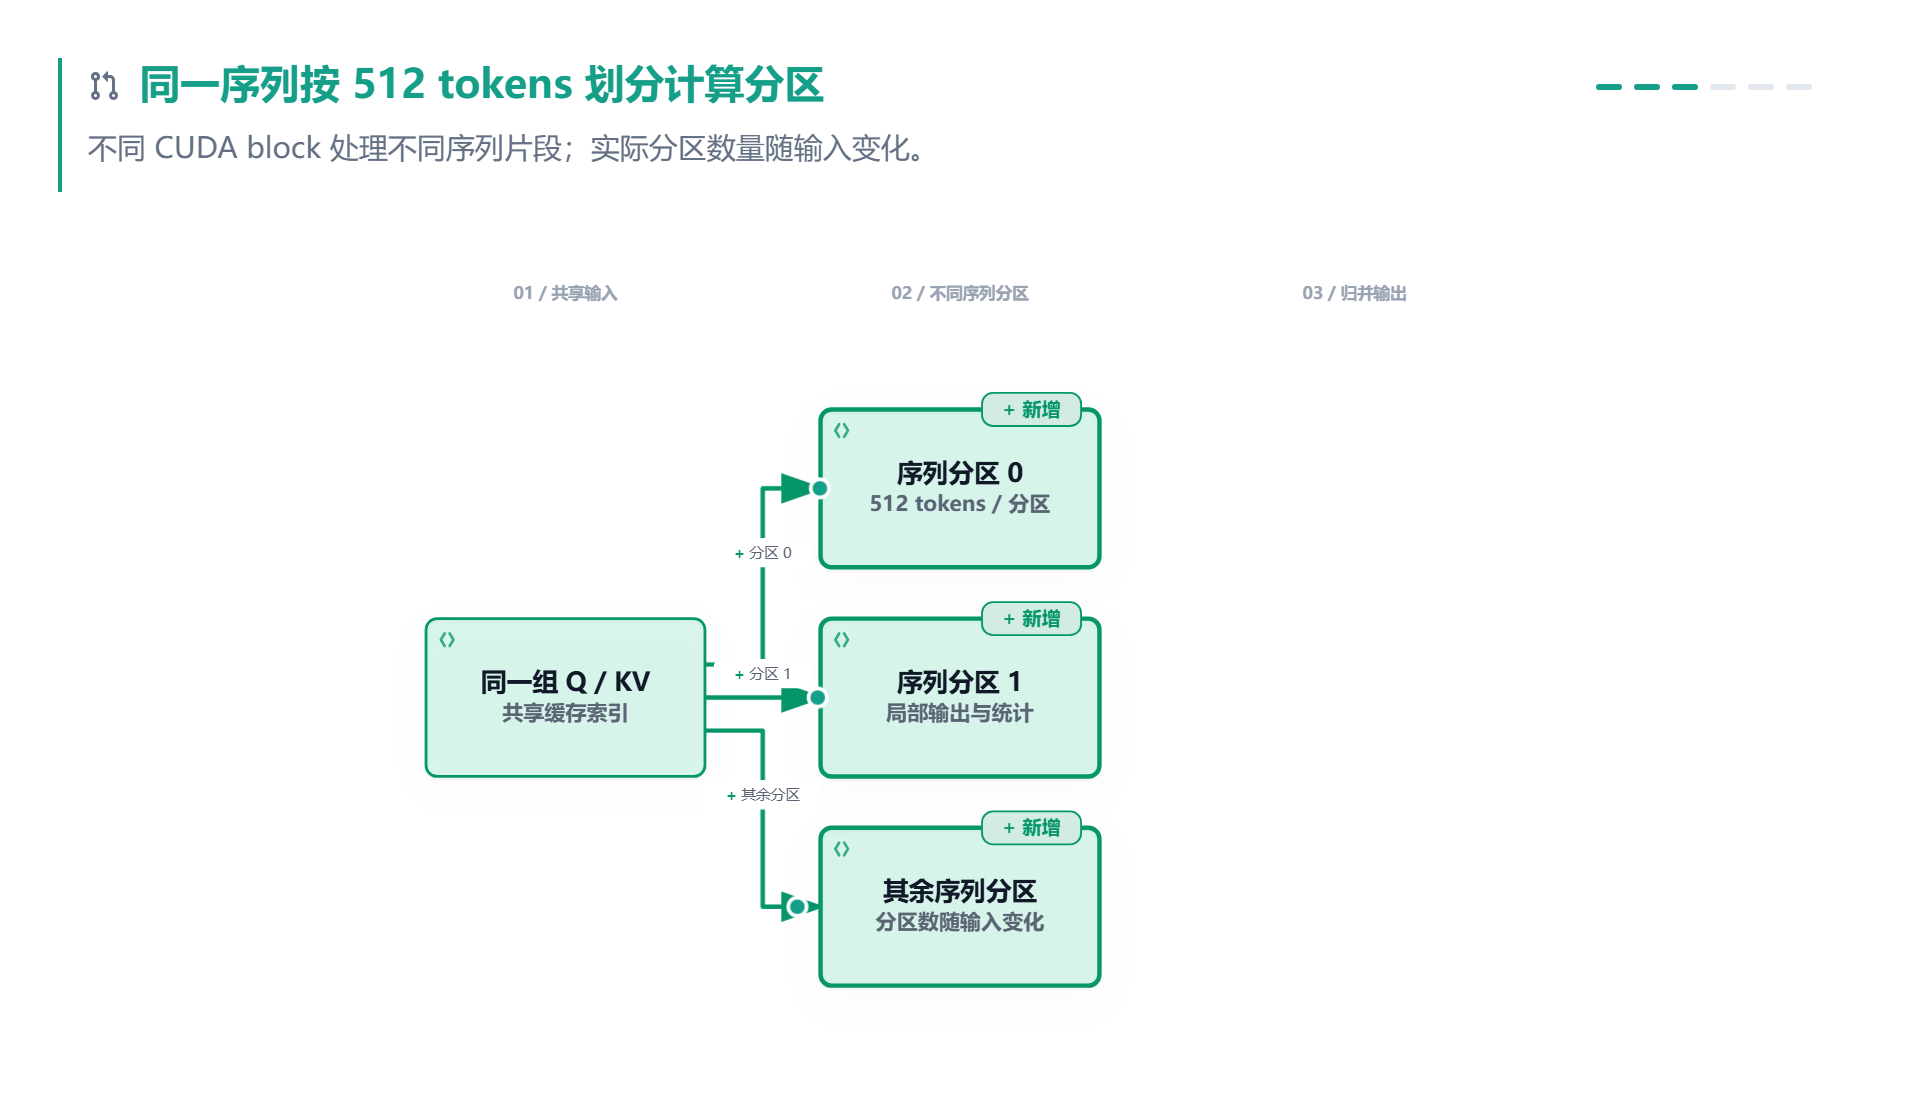 同一序列按 512 tokens 划分计算分区
不同 CUDA block 处理不同序列片段；实际分区数量随输入变化。
01 / 共享输入
02 / 不同序列分区
03 / 归并输出
+ 新增
序列分区 0
512 tokens / 分区
+ 分区 0
+ 新增
同一组 Q / KV
共享缓存索引
+ 分区 1
序列分区 1
局部输出与统计
+ 其余分区
+ 新增
其余序列分区
分区数随输入变化